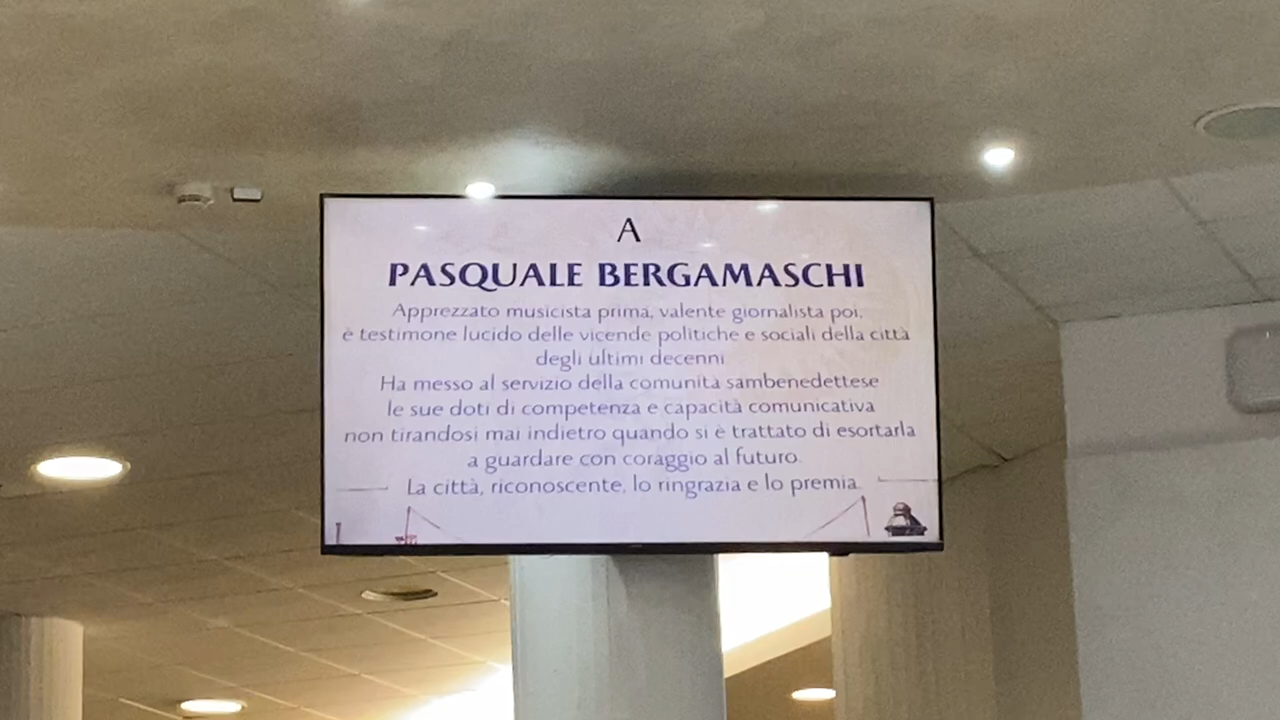 A
PASQUALE BERGAMASCHI
Apprezzato musicista prima, valente giornalista poi,
è testimone lucido delle vicende politiche e sociali della città
degli ultimi decenni.
Ha messo al servizio della comunità sambenedettese
le sue doti di competenza e capacità comunicativa
non tirandosi mai indietro quando si è trattato di esortarla
a guardare con coraggio al futuro.
La città, riconoscente, lo ringrazia e lo premia.